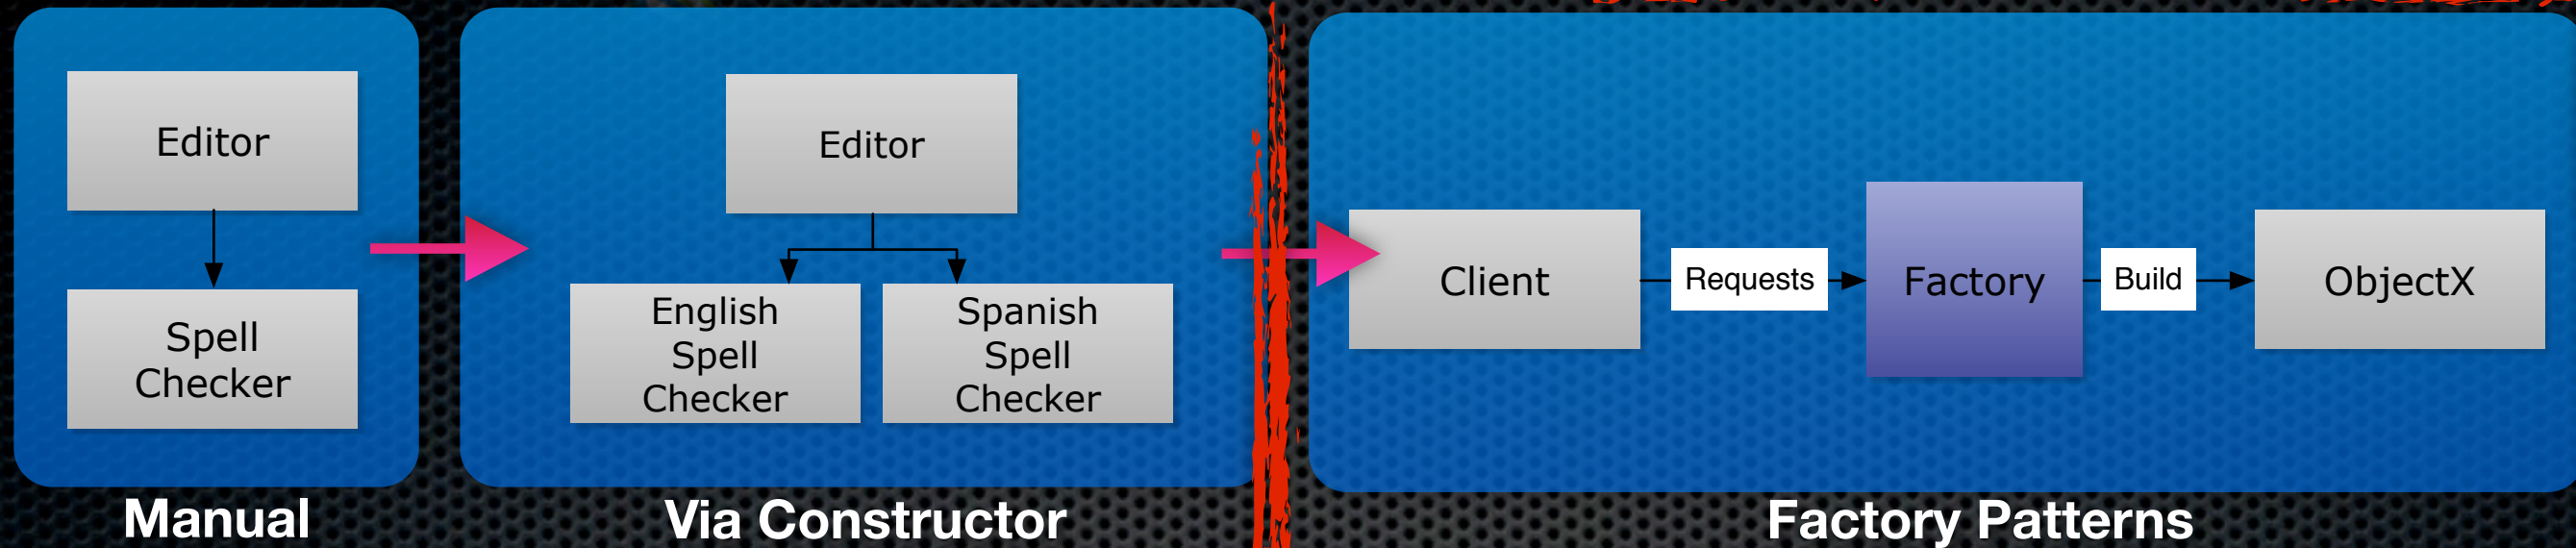 Editor
Spell
Checker
Manual
Editor
English
Spell
Checker
Spanish
Spell
Checker
Via Constructor
Client
Requests
Factory
Build
ObjectX
Factory Patterns